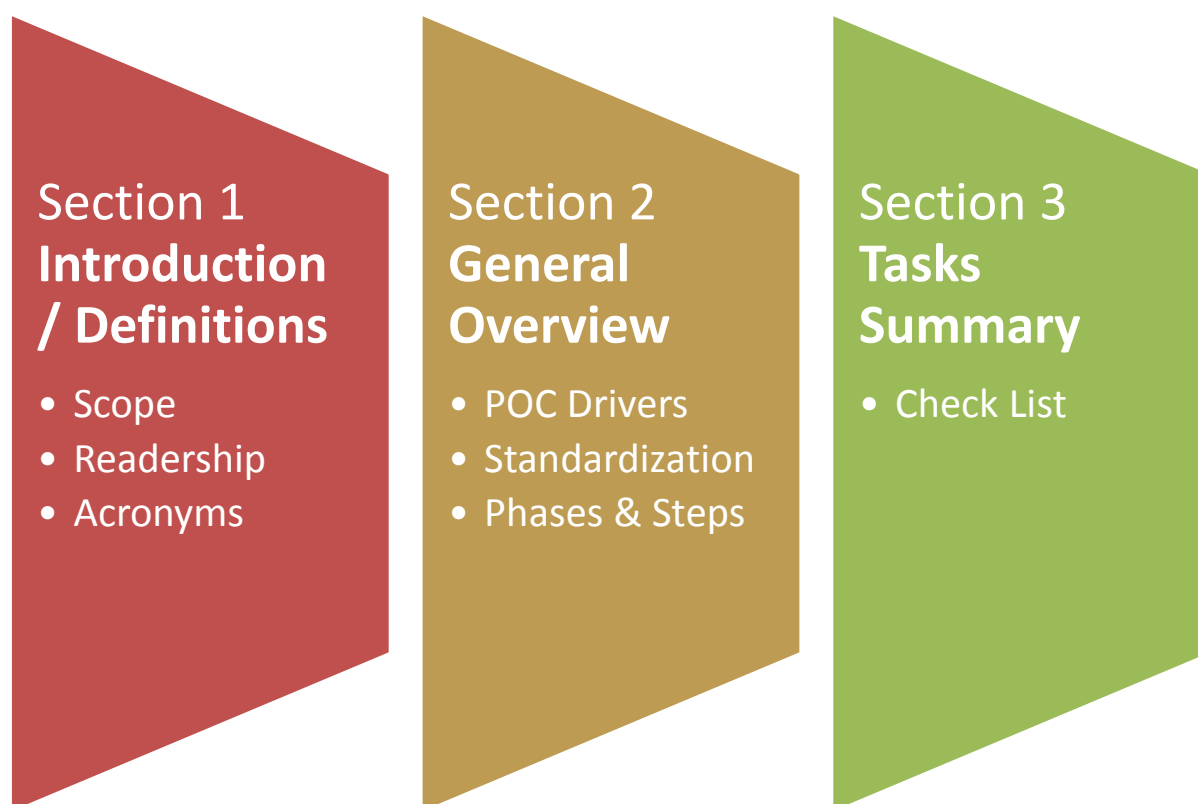 Section 1
Introduction
/ Definitions
• Scope
• Readership
• Acronyms
Section 2
General
Overview
• POC Drivers
• Standardization
• Phases & Steps
Section 3
Tasks
Summary
• Check List